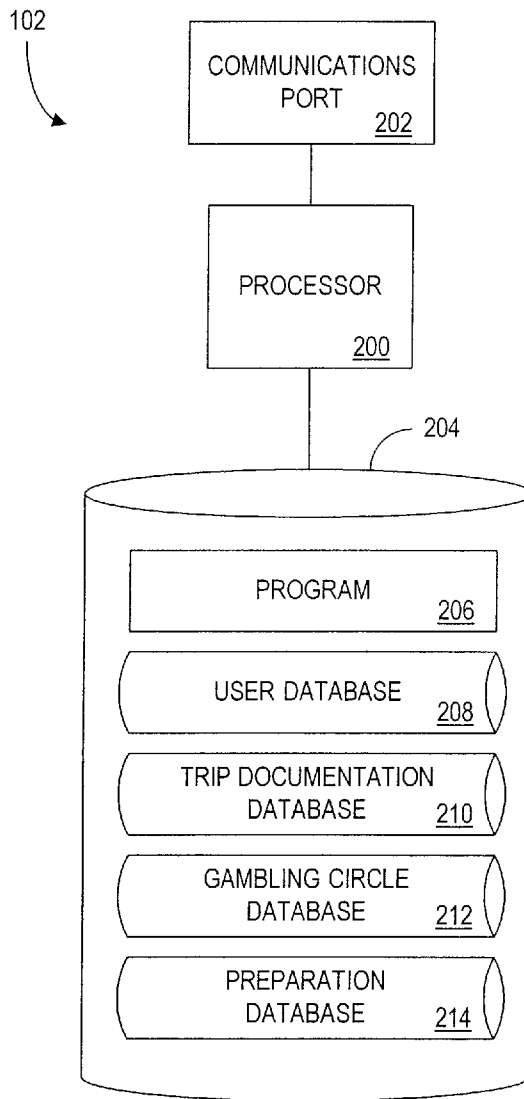 102
COMMUNICATIONS
PORT
202
PROCESSOR
200
204
PROGRAM
206
USER DATABASE
208
TRIP DOCUMENTATION
DATABASE
210
GAMBLING CIRCLE
DATABASE
212
PREPARATION
DATABASE
214